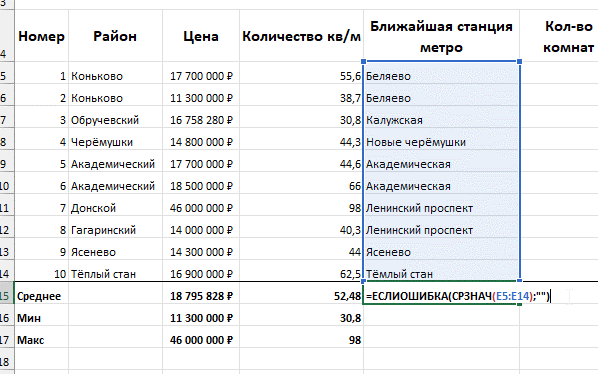 3
4 Номер Район Цена Количество кв/м Ближайшая станция метро Кол-во комнат
5 1 Коньково 17 700 000 ₽ 55,6 Беляево
6 2 Коньково 11 300 000 ₽ 38,7 Беляево
7 3 Обручевский 16 758 280 ₽ 30,8 Калужская
8 4 Черёмушки 14 800 000 ₽ 44,3 Новые черёмушки
9 5 Академический 17 700 000 ₽ 44,6 Академическая
10 6 Академический 18 500 000 ₽ 66 Академическая
11 7 Донской 46 000 000 ₽ 98 Ленинский проспект
12 8 Гагаринский 14 000 000 ₽ 40,3 Ленинский проспект
13 9 Ясенево 14 300 000 ₽ 44 Ясенево
14 10 Тёплый стан 16 900 000 ₽ 62,5 Тёмлый стан
15 Среднее 18 795 828 ₽ 52,48 =ЕСЛИОШИБКА(СРЗНАЧ(E5:E14);"")
16 Мин 11 300 000 ₽ 30,8
17 Макс 46 000 000 ₽ 98
18